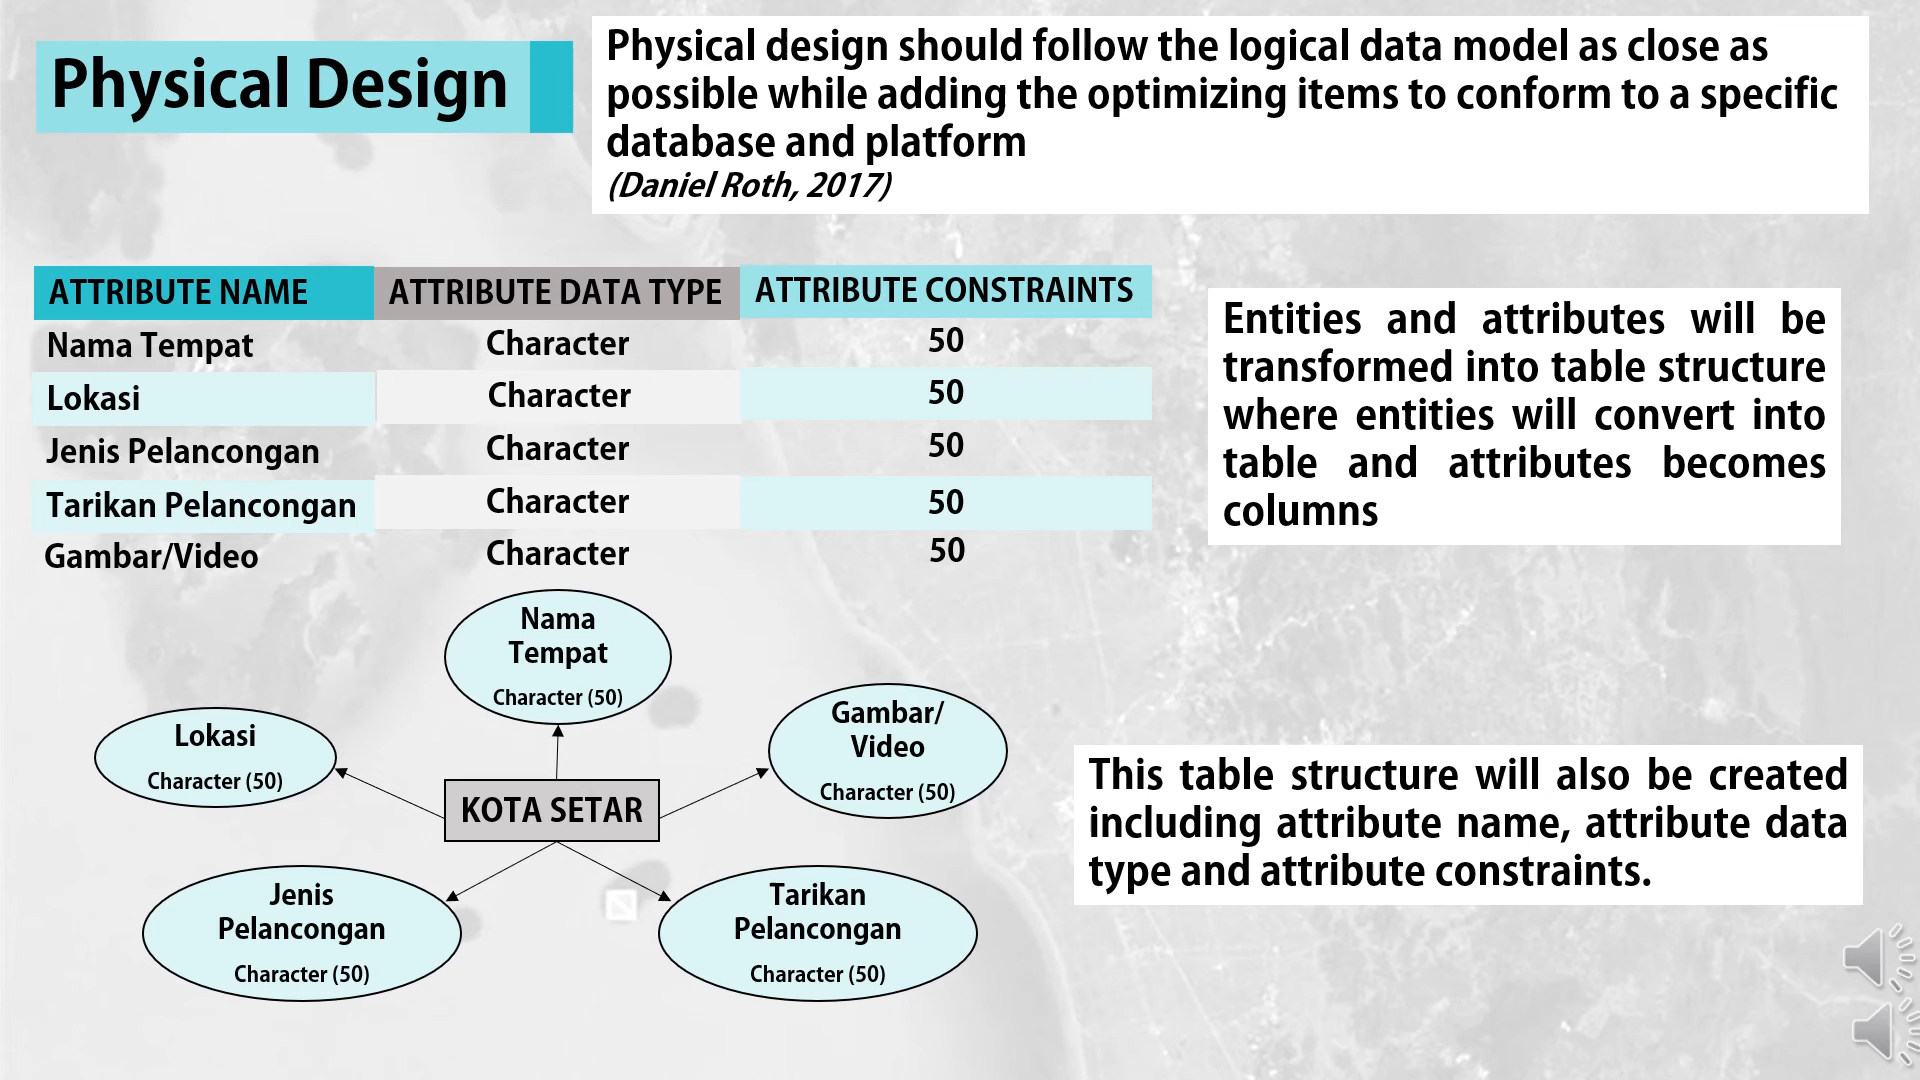 Physical Design
Physical design should follow the logical data model as close as
possible while adding the optimizing items to conform to a specific
database and platform
(Daniel Roth, 2017)
ATTRIBUTE NAME ATTRIBUTE DATA TYPE ATTRIBUTE CONSTRAINTS
Nama Tempat Character 50
Lokasi Character 50
Jenis Pelancongan Character 50
Tarikan Pelancongan Character 50
Gambar/Video Character 50
Entities and attributes will be
transformed into table structure
where entities will convert into
table and attributes becomes
columns
Nama
Tempat
Character (50)
Lokasi
Character (50)
Gambar/
Video
Character (50)
KOTA SETAR
Jenis
Pelancongan
Character (50)
Tarikan
Pelancongan
Character (50)
This table structure will also be created
including attribute name, attribute data
type and attribute constraints.